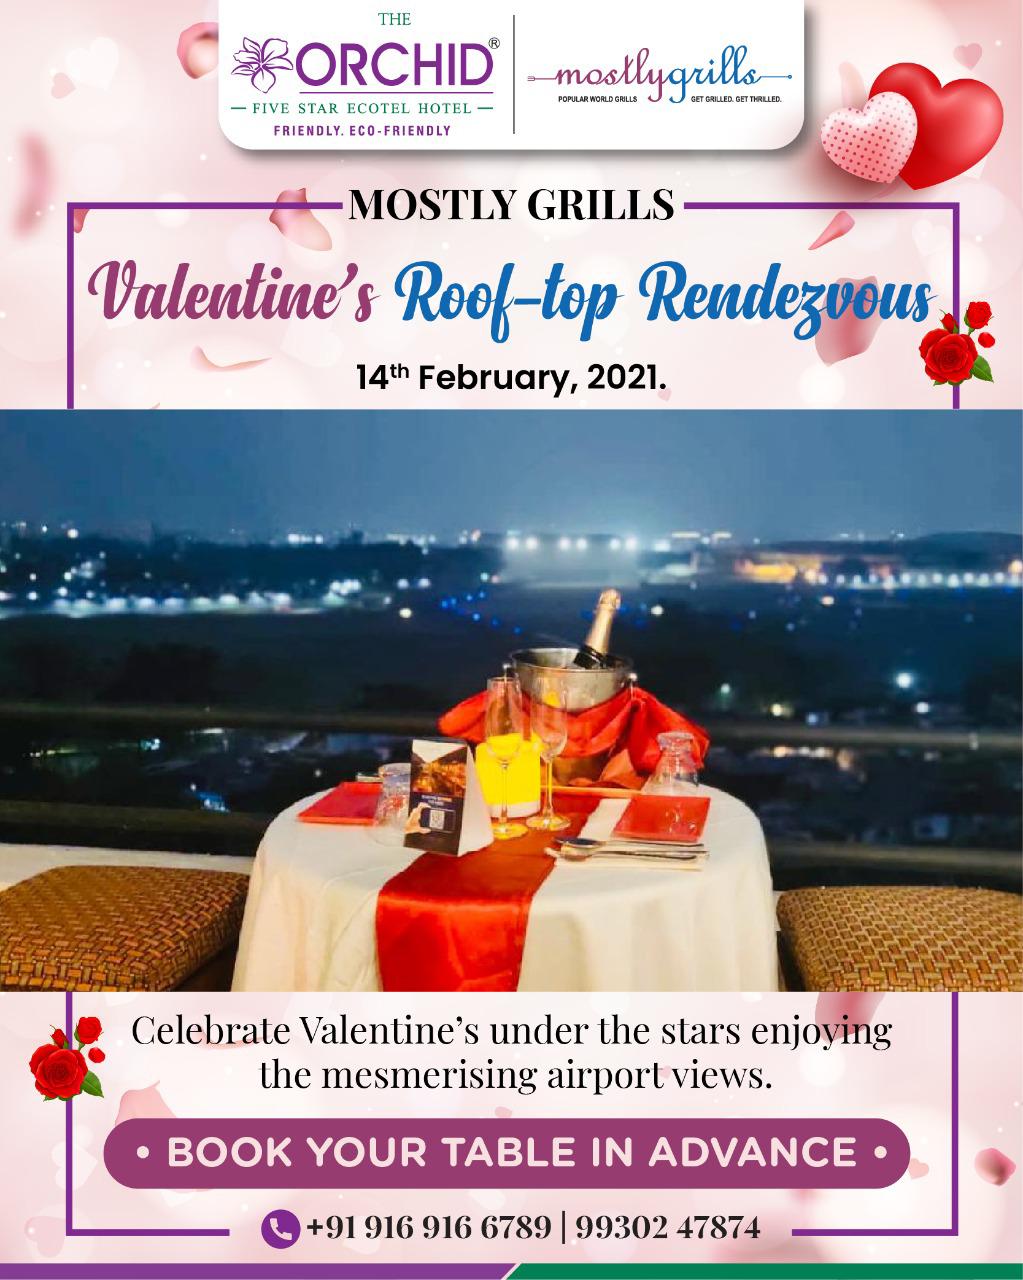 THE
ORCHID®
FIVE STAR ECOTEL HOTEL
FRIENDLY. ECO-FRIENDLY
mostlygrills
POPULAR WORLD GRILLS GET GRILLED. GET THRILLED.
MOSTLY GRILLS
Valentine's Roof-top Rendezvous
14th February, 2021.
Celebrate Valentine's under the stars enjoying
the mesmerising airport views.
• BOOK YOUR TABLE IN ADVANCE •
+91 916 916 6789 | 99302 47874